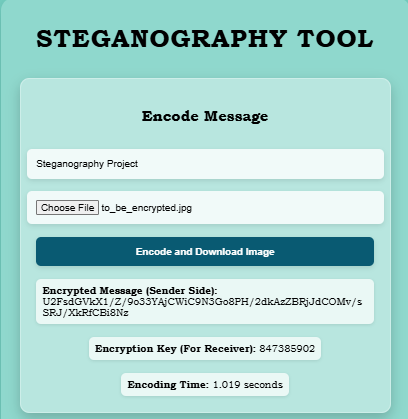 STEGANOGRAPHY TOOL
Encode Message
Steganography Project
Choose File to_be_encrypted.jpg
Encode and Download Image
Encrypted Message (Sender Side):
U2FsdGVkX1/Z/9o33YAjCWiC9N3Go8PH/2dkAzZBRjJdCOMv/s
SRJ/XkRfCBi8Nz
Encryption Key (For Receiver): 847385902
Encoding Time: 1.019 seconds